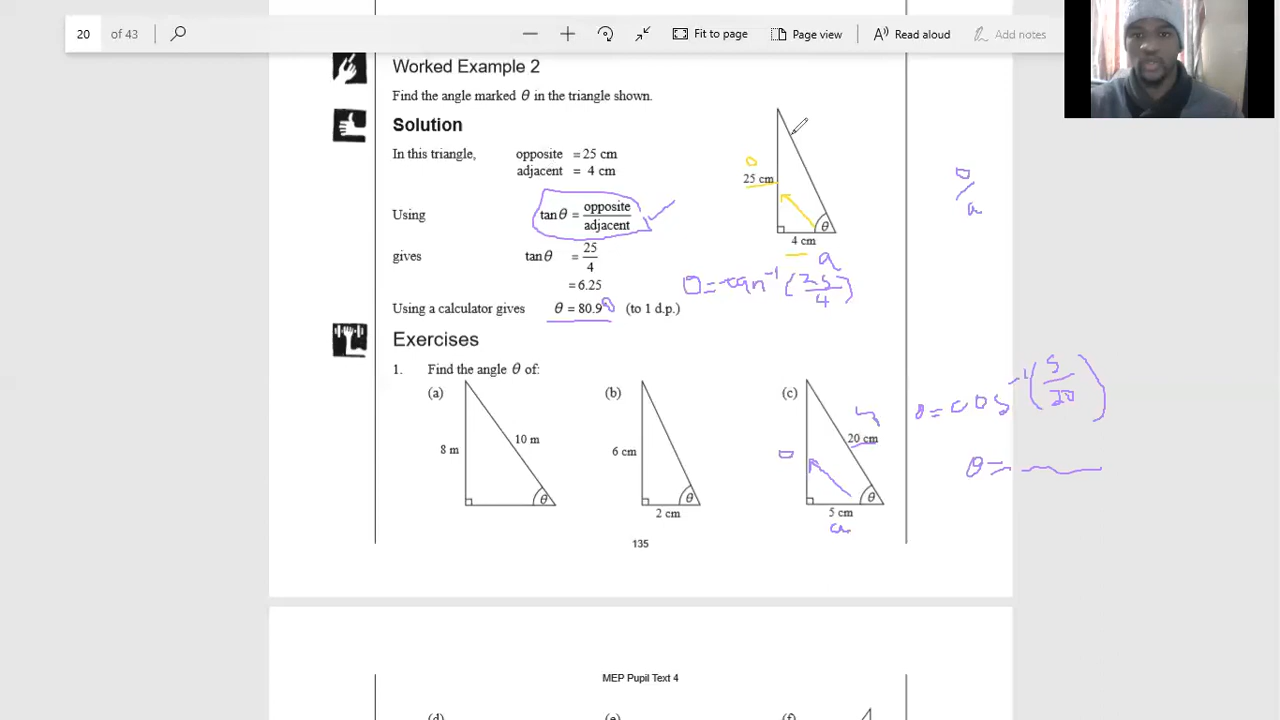 20 of 43 Fit to page Page view Read aloud Add notes
Worked Example 2
Find the angle marked θ in the triangle shown.
Solution
In this triangle, opposite = 25 cm
adjacent = 4 cm
Using tanθ = opposite / adjacent
gives tanθ = 25/4
= 6.25
Using a calculator gives θ = 80.9° (to 1 d.p.)
o
25 cm
θ
4 cm
a
o/a
θ = tan⁻¹ (25/4)
Exercises
1. Find the angle θ of:
(a) (b) (c)
8 m 10 m θ
6 cm θ 2 cm
h
20 cm
o
θ
5 cm
a
θ = cos⁻¹ (5/20)
θ =
135
MEP Pupil Text 4
(d) (e) (f)